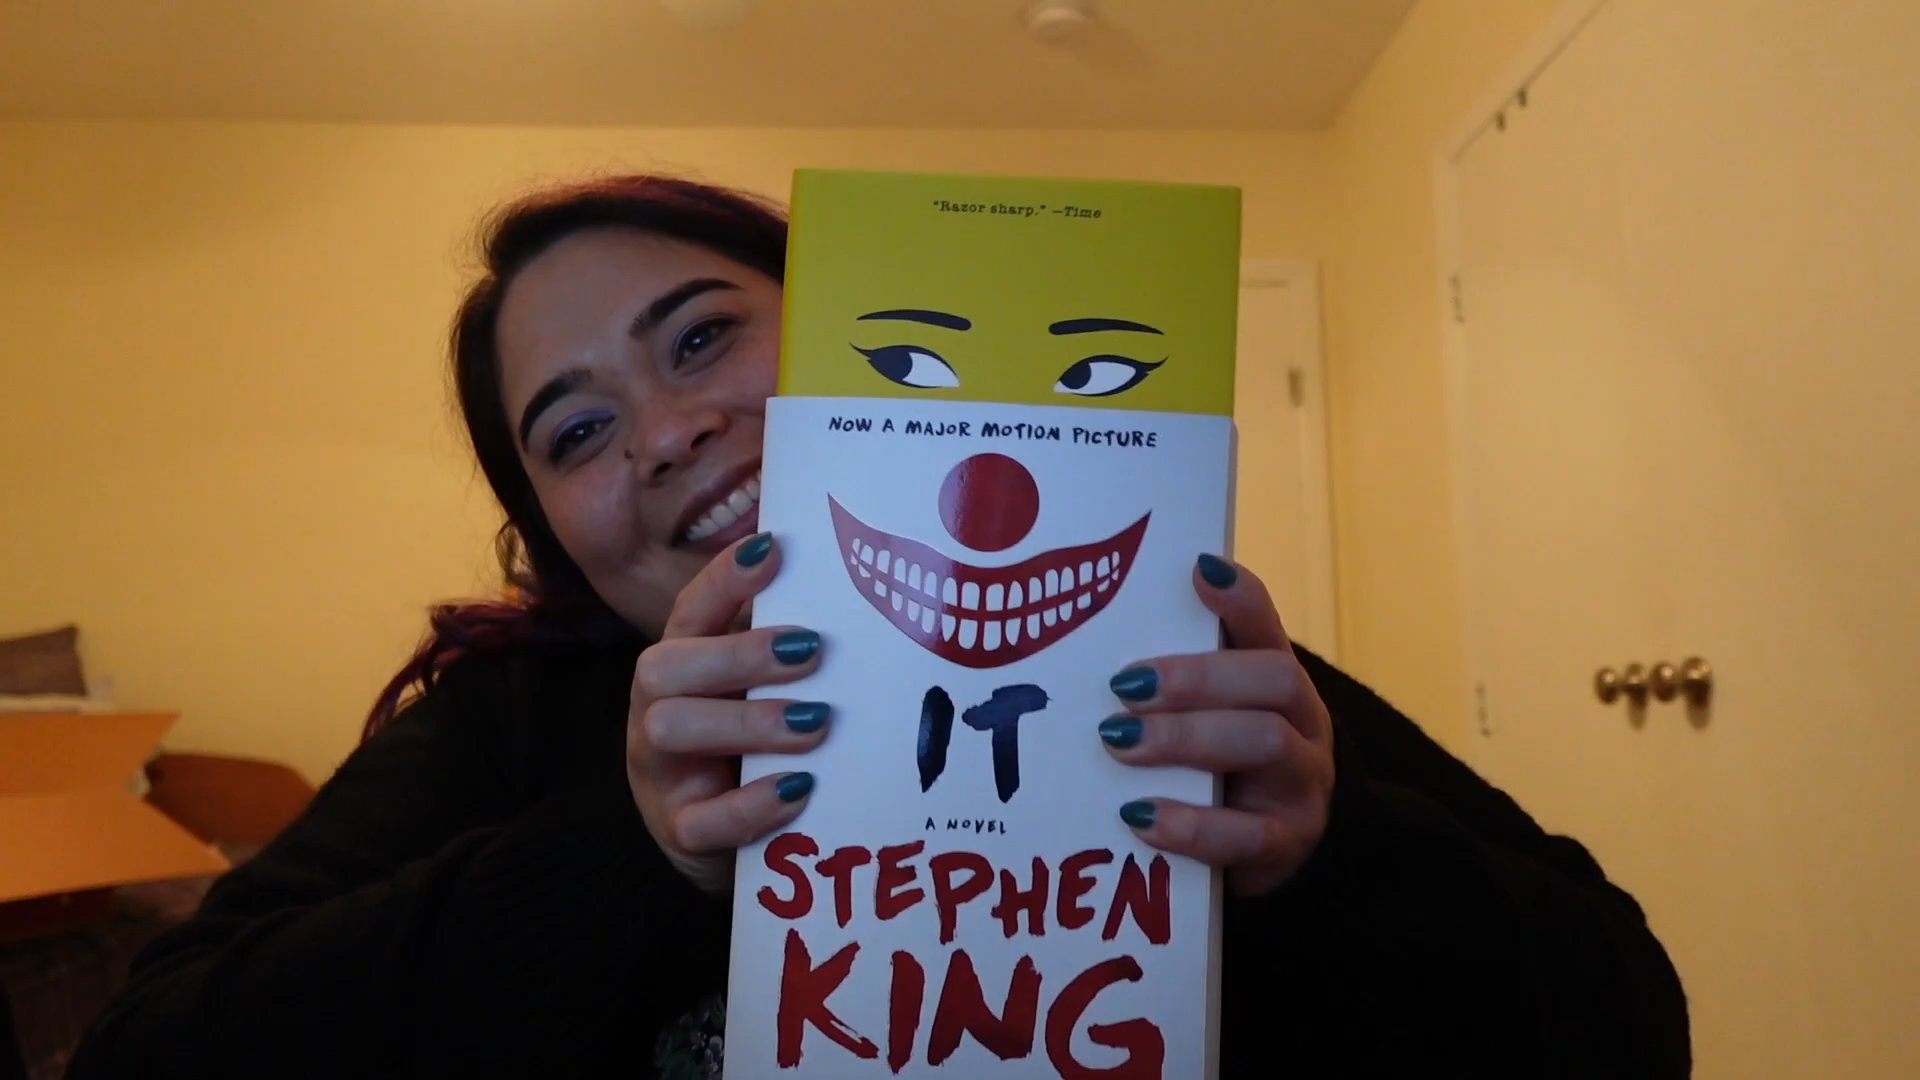 "Razor sharp." —Time
NOW A MAJOR MOTION PICTURE
IT
A NOVEL
STEPHEN
KING